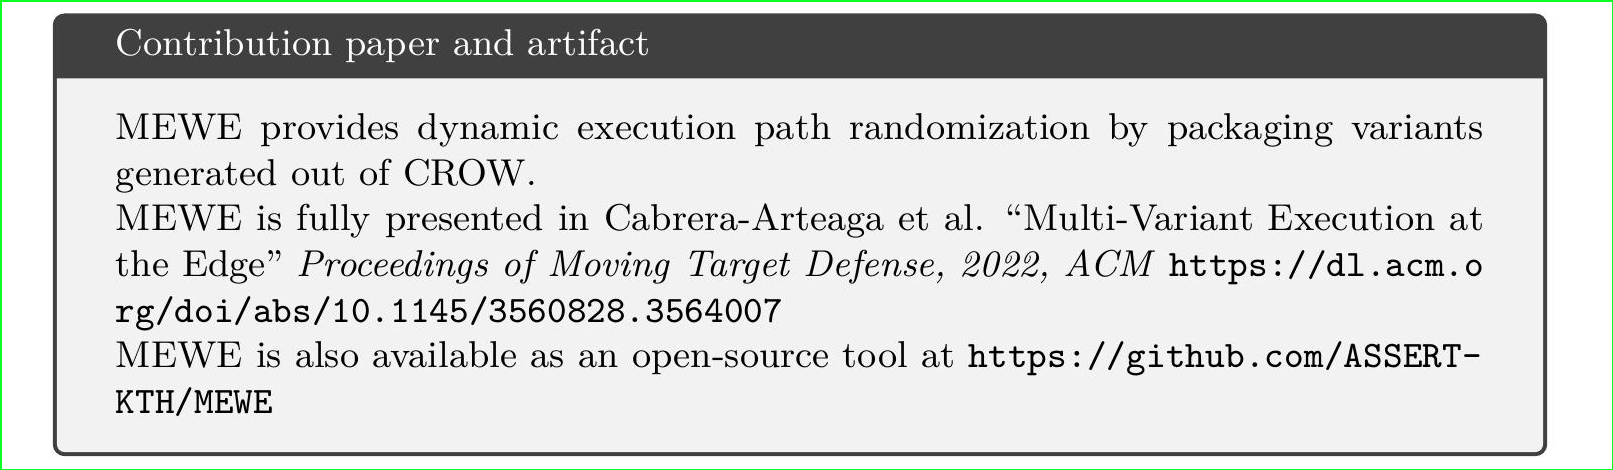 Contribution paper and artifact
MEWE provides dynamic execution path randomization by packaging variants
generated out of CROW.
MEWE is fully presented in Cabrera-Arteaga et al. “Multi-Variant Execution at
the Edge” Proceedings of Moving Target Defense, 2022, ACM https://dl.acm.o
rg/doi/abs/10.1145/3560828.3564007
MEWE is also available as an open-source tool at https://github.com/ASSERT-
KTH/MEWE